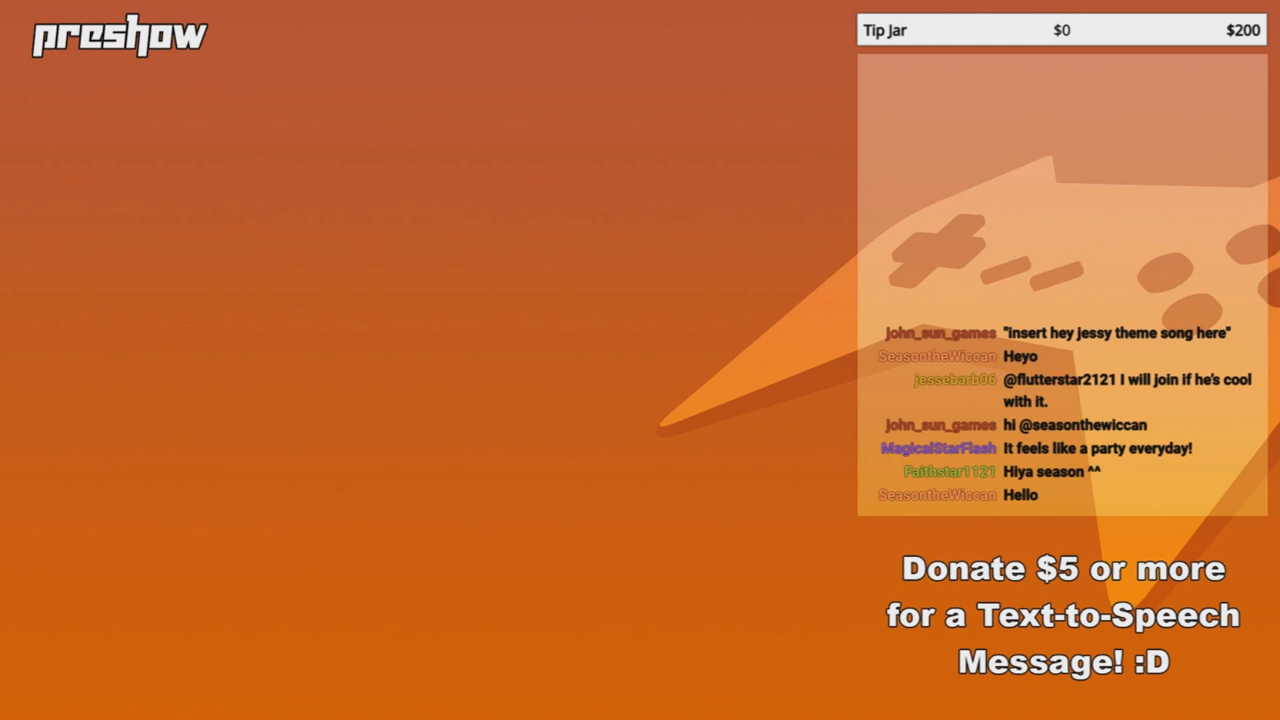 preshow
Tip Jar $0 $200
john_sun_games "insert hey jessy theme song here"
SeasontheWiccan Heyo
jessebarb06 @flutterstar2121 I will join if he's cool
with it.
john_sun_games hi @seasonthewiccan
MagicalStarFlash It feels like a party everyday!
Faithstar1121 Hiya season ^^
SeasontheWiccan Hello
Donate $5 or more
for a Text-to-Speech
Message! :D